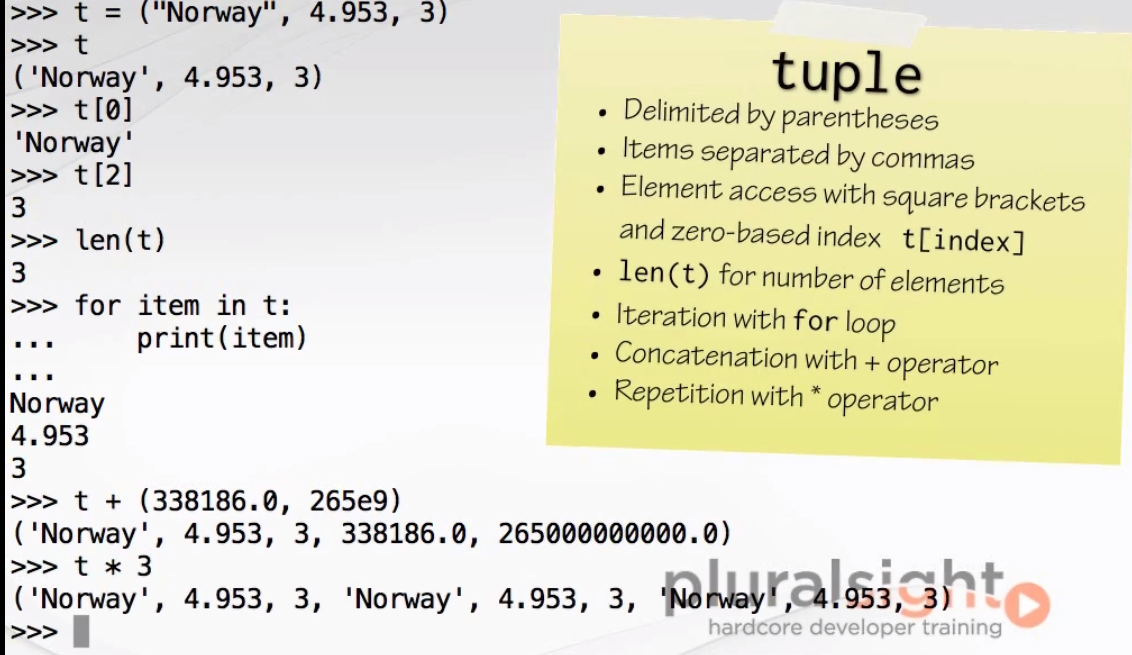 >>> t = ("Norway", 4.953, 3)
>>> t
('Norway', 4.953, 3)
>>> t[0]
'Norway'
>>> t[2]
3
>>> len(t)
3
>>> for item in t:
...     print(item)
...
Norway
4.953
3
>>> t + (338186.0, 265e9)
('Norway', 4.953, 3, 338186.0, 265000000000.0)
>>> t * 3
('Norway', 4.953, 3, 'Norway', 4.953, 3, 'Norway', 4.953, 3)
>>>
tuple
• Delimited by parentheses
• Items separated by commas
• Element access with square brackets
and zero-based index t[index]
• len(t) for number of elements
• Iteration with for loop
• Concatenation with + operator
• Repetition with * operator
pluralsight
hardcore developer training